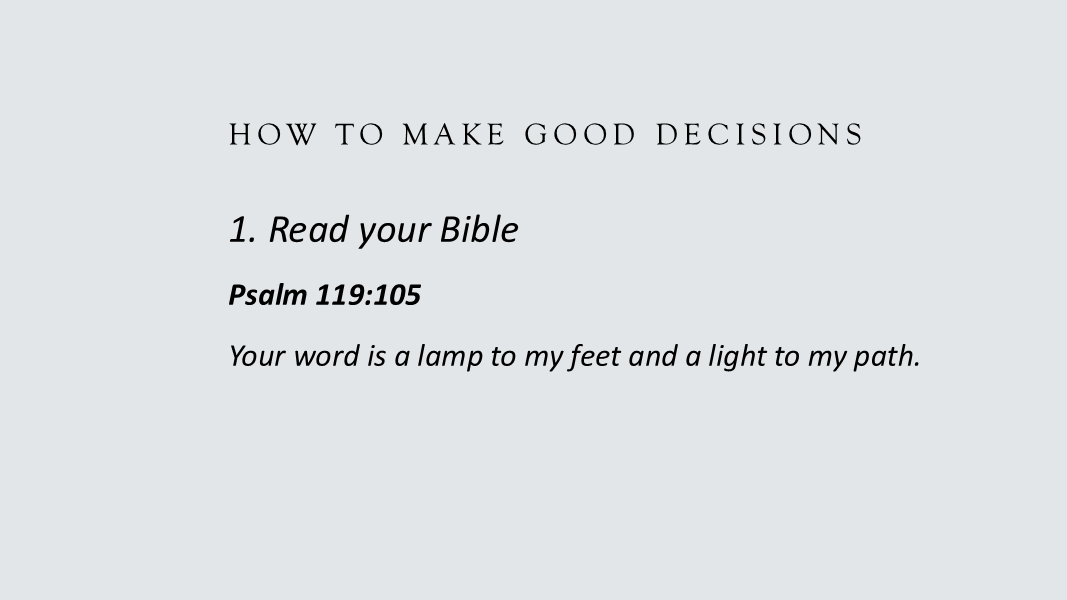 HOW TO MAKE GOOD DECISIONS
1. Read your Bible
Psalm 119:105
Your word is a lamp to my feet and a light to my path.